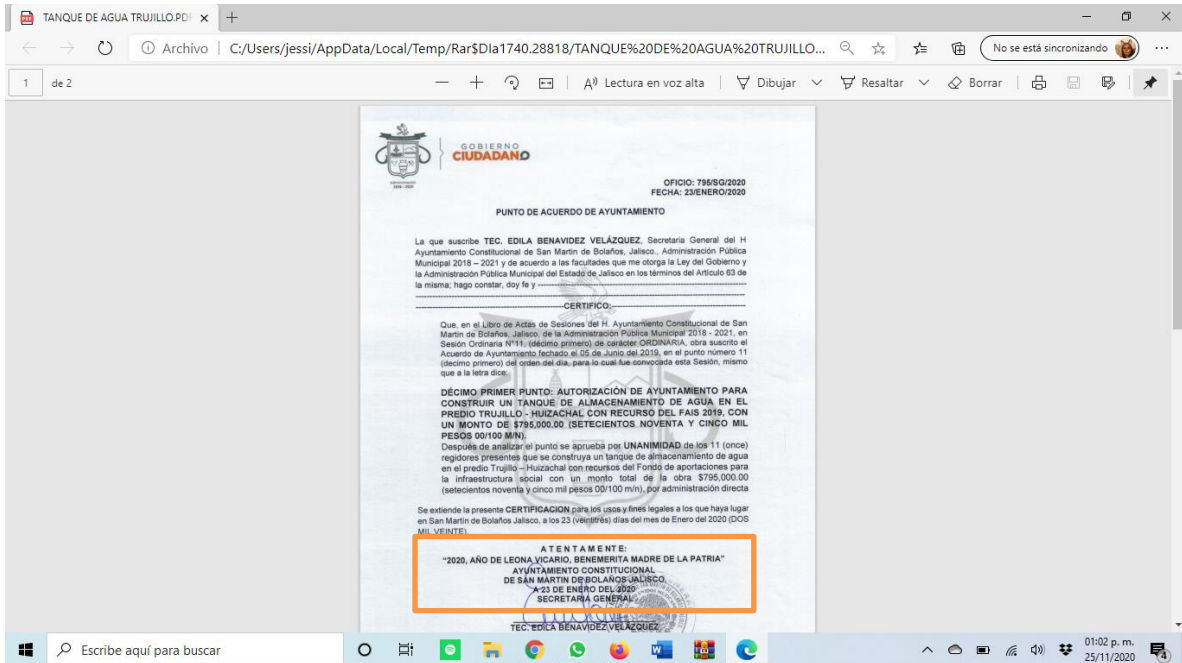 TANQUE DE AGUA TRUJILLO.PDF
Archivo C:/Users/jessi/AppData/Local/Temp/Rar$DIa1740.28818/TANQUE%20DE%20AGUA%20TRUJILLO... No se está sincronizando
1 de 2 Lectura en voz alta Dibujar Resaltar Borrar
GOBIERNO
CIUDADANO
2018 - 2021
OFICIO: 795/SG/2020
FECHA: 23/ENERO/2020
PUNTO DE ACUERDO DE AYUNTAMIENTO
La que suscribe TEC. EDILA BENAVIDEZ VELÁZQUEZ, Secretaria General del H
Ayuntamiento Constitucional de San Martin de Bolaños, Jalisco., Administración Pública
Municipal 2018 – 2021 y de acuerdo a las facultades que me otorga la Ley del Gobierno y
la Administración Pública Municipal del Estado de Jalisco en los términos del Artículo 63 de
la misma; hago constar, doy fe y
CERTIFICO:
Que, en el Libro de Actas de Sesiones del H. Ayuntamiento Constitucional de San
Martin de Bolaños, Jalisco, de la Administración Pública Municipal 2018 - 2021, en
Sesión Ordinaria N°11, (décimo primero) de carácter ORDINARIA, obra suscrito el
Acuerdo de Ayuntamiento fechado el 05 de Junio del 2019, en el punto número 11
(decimo primero) del orden del día, para lo cual fue convocada esta Sesión, mismo
que a la letra dice:
DÉCIMO PRIMER PUNTO: AUTORIZACIÓN DE AYUNTAMIENTO PARA
CONSTRUIR UN TANQUE DE ALMACENAMIENTO DE AGUA EN EL
PREDIO TRUJILLO - HUIZACHAL CON RECURSO DEL FAIS 2019, CON
UN MONTO DE $795,000.00 (SETECIENTOS NOVENTA Y CINCO MIL
PESOS 00/100 M/N).
Después de analizar el punto se aprueba por UNANIMIDAD de los 11 (once)
regidores presentes que se construya un tanque de almacenamiento de agua
en el predio Trujillo – Huizachal con recursos del Fondo de aportaciones para
la infraestructura social con un monto total de la obra $795,000.00
(setecientos noventa y cinco mil pesos 00/100 m/n), por administración directa
Se extiende la presente CERTIFICACION para los usos y fines legales a los que haya lugar
en San Martin de Bolaños Jalisco, a los 23 (veintitrés) días del mes de Enero del 2020 (DOS
MIL VEINTE).
A T E N T A M E N T E:
“2020, AÑO DE LEONA VICARIO, BENEMERITA MADRE DE LA PATRIA”
AYUNTAMIENTO CONSTITUCIONAL
DE SAN MARTIN DE BOLAÑOS JALISCO
A 23 DE ENERO DEL 2020
SECRETARIA GENERAL
TEC. EDILA BENAVIDEZ VELAZQUEZ
Escribe aquí para buscar
01:02 p. m.
25/11/2020
4